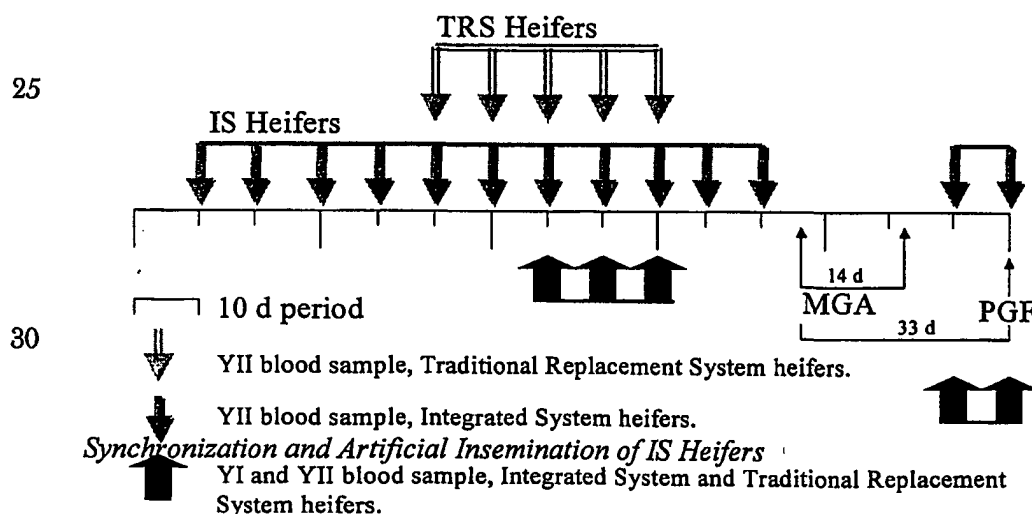 TRS Heifers
25
IS Heifers
14 d
MGA
PGF
33 d
10 d period
30
YII blood sample, Traditional Replacement System heifers.
YII blood sample, Integrated System heifers.
Synchronization and Artificial Insemination of IS Heifers
YI and YII blood sample, Integrated System and Traditional Replacement
System heifers.